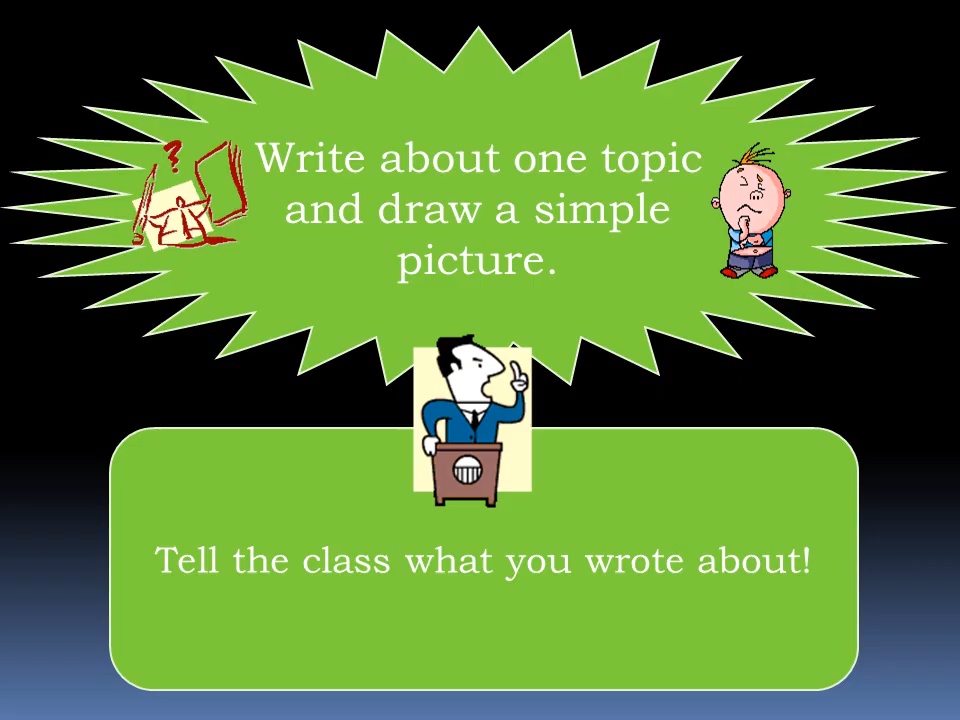 Write about one topic
and draw a simple
picture.
Tell the class what you wrote about!